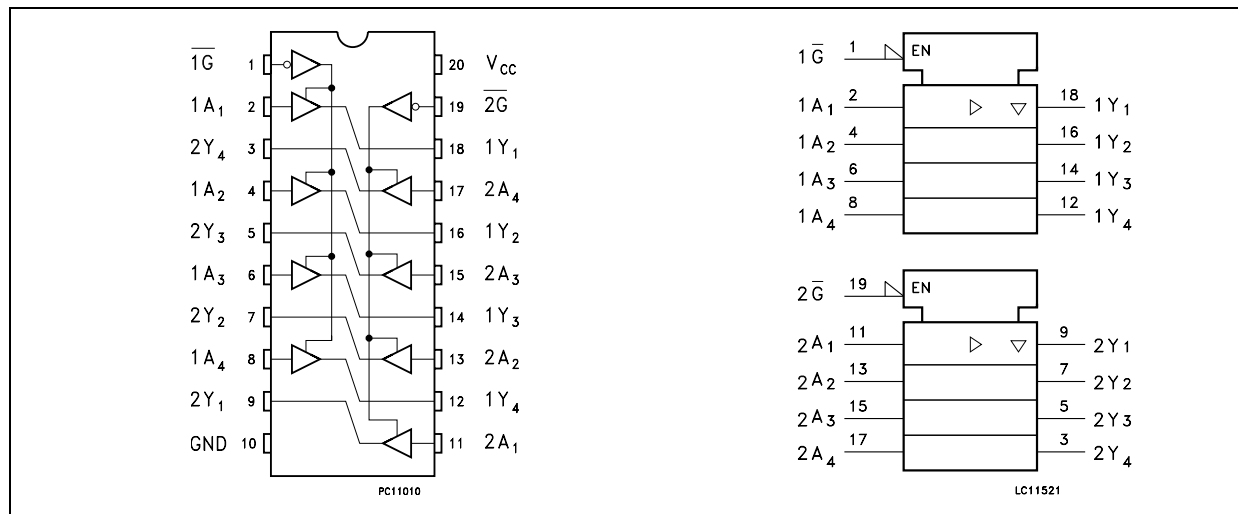 1G̅ 1 20 VCC
1A1 2 19 2G̅
2Y4 3 18 1Y1
1A2 4 17 2A4
2Y3 5 16 1Y2
1A3 6 15 2A3
2Y2 7 14 1Y3
1A4 8 13 2A2
2Y1 9 12 1Y4
GND 10 11 2A1
PC11010
1G̅ 1 EN
1A1 2 18 1Y1
1A2 4 16 1Y2
1A3 6 14 1Y3
1A4 8 12 1Y4
2G̅ 19 EN
2A1 11 9 2Y1
2A2 13 7 2Y2
2A3 15 5 2Y3
2A4 17 3 2Y4
LC11521